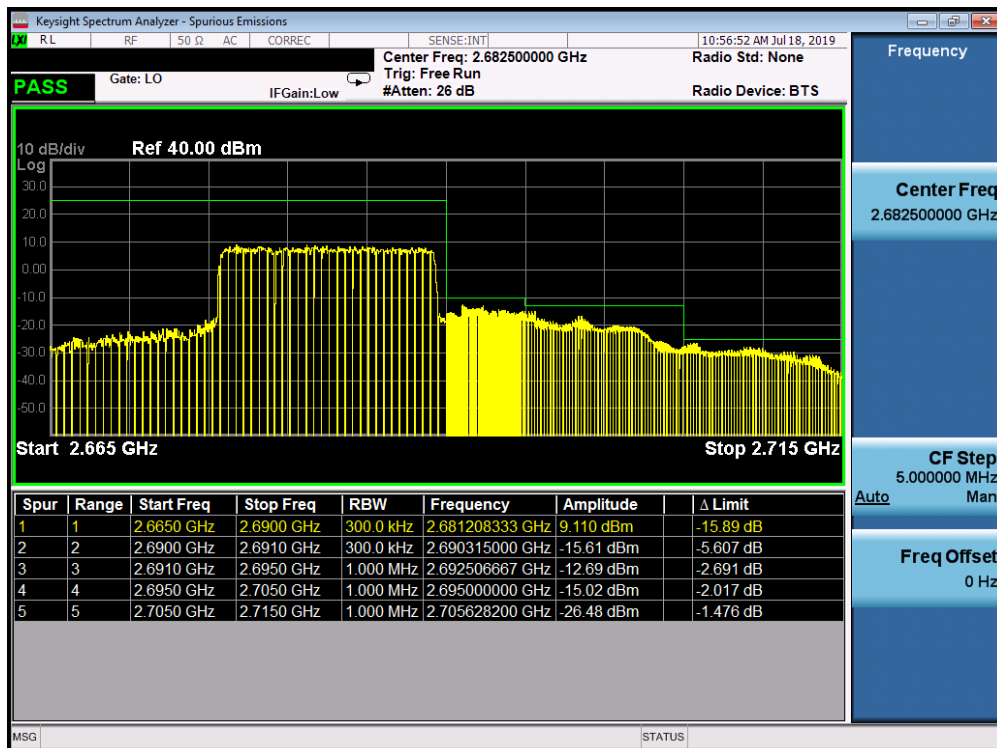 Keysight Spectrum Analyzer - Spurious Emissions
LXI RL RF 50 Ω AC CORREC SENSE:INT 10:56:52 AM Jul 18, 2019
Center Freq: 2.682500000 GHz Radio Std: None
PASS Gate: LO Trig: Free Run
IFGain:Low #Atten: 26 dB Radio Device: BTS
10 dB/div Ref 40.00 dBm
Log
30.0
20.0
10.0
0.00
-10.0
-20.0
-30.0
-40.0
-50.0
Start 2.665 GHz Stop 2.715 GHz
Spur Range Start Freq Stop Freq RBW Frequency Amplitude Δ Limit
1 1 2.6650 GHz 2.6900 GHz 300.0 kHz 2.681208333 GHz 9.110 dBm -15.89 dB
2 2 2.6900 GHz 2.6910 GHz 300.0 kHz 2.690315000 GHz -15.61 dBm -5.607 dB
3 3 2.6910 GHz 2.6950 GHz 1.000 MHz 2.692506667 GHz -12.69 dBm -2.691 dB
4 4 2.6950 GHz 2.7050 GHz 1.000 MHz 2.695000000 GHz -15.02 dBm -2.017 dB
5 5 2.7050 GHz 2.7150 GHz 1.000 MHz 2.705628200 GHz -26.48 dBm -1.476 dB
MSG STATUS
Frequency
Center Freq
2.682500000 GHz
CF Step
5.000000 MHz
Auto Man
Freq Offset
0 Hz